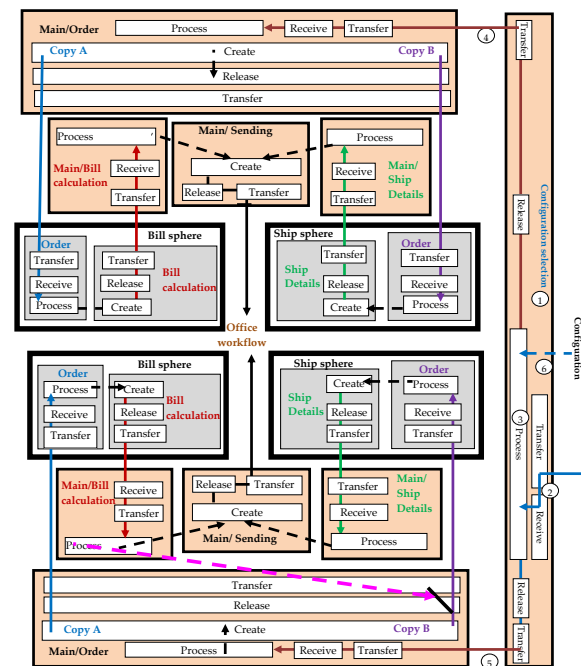 Main/Order
Process
Receive
Transfer
4
Transfer
Copy A
Create
Copy B
Release
Transfer
Process
Main/ Sending
Process
Main/Bill
calculation
Receive
Create
Receive
Main/
Ship
Details
Transfer
Release
Transfer
Transfer
Release
Configuration selection
Bill sphere
Ship sphere
Order
Transfer
Transfer
Transfer
Order
Transfer
Receive
Release
Bill
calculation
Ship
Details
Release
Receive
Process
Create
Create
Process
1
Office
workflow
Configuration
6
Bill sphere
Ship sphere
Order
Process
Create
Create
Order
Process
Receive
Release
Bill
calculation
Ship
Details
Release
Receive
Transfer
Transfer
Transfer
Transfer
3
Process
Transfer
2
Receive
Main/Bill
calculation
Receive
Release
Transfer
Transfer
Main/
Ship
Details
Transfer
Create
Receive
Process
Main/ Sending
Process
Transfer
Release
Release
Copy A
Create
Copy B
Transfer
Main/Order
Process
Receive
Transfer
5